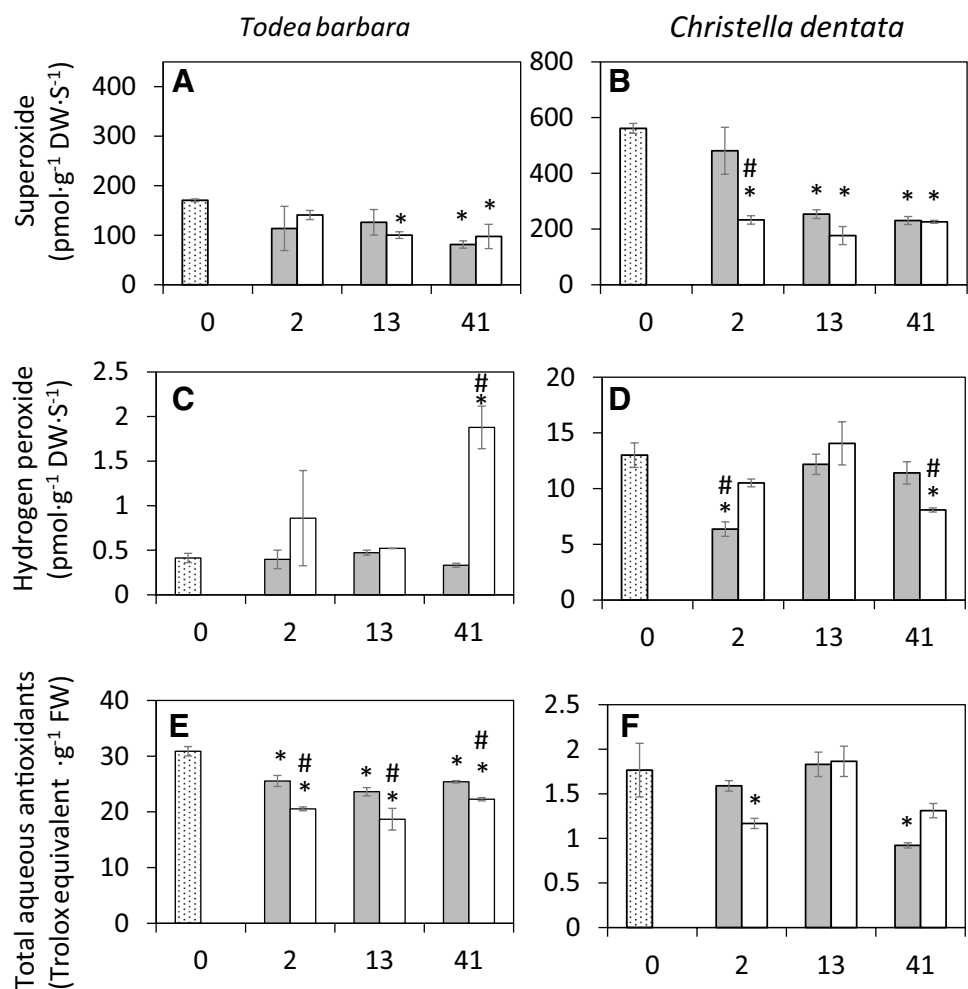 Todea barbara
Christella dentata
Superoxide
(pmol·g-1 DW·S-1)
A
400
300
200
100
0
* * *
0 2 13 41
B
800
600
400
200
0
#
* * * * *
0 2 13 41
Hydrogen peroxide
(pmol·g-1 DW·S-1)
C
2.5
2
1.5
1
0.5
0
#
*
0 2 13 41
D
20
15
10
5
0
# #
* *
0 2 13 41
Total aqueous antioxidants
(Trolox equivalent ·g-1 FW)
E
40
30
20
10
0
# # #
* * * * * *
0 2 13 41
F
2.5
2
1.5
1
0.5
0
* *
0 2 13 41